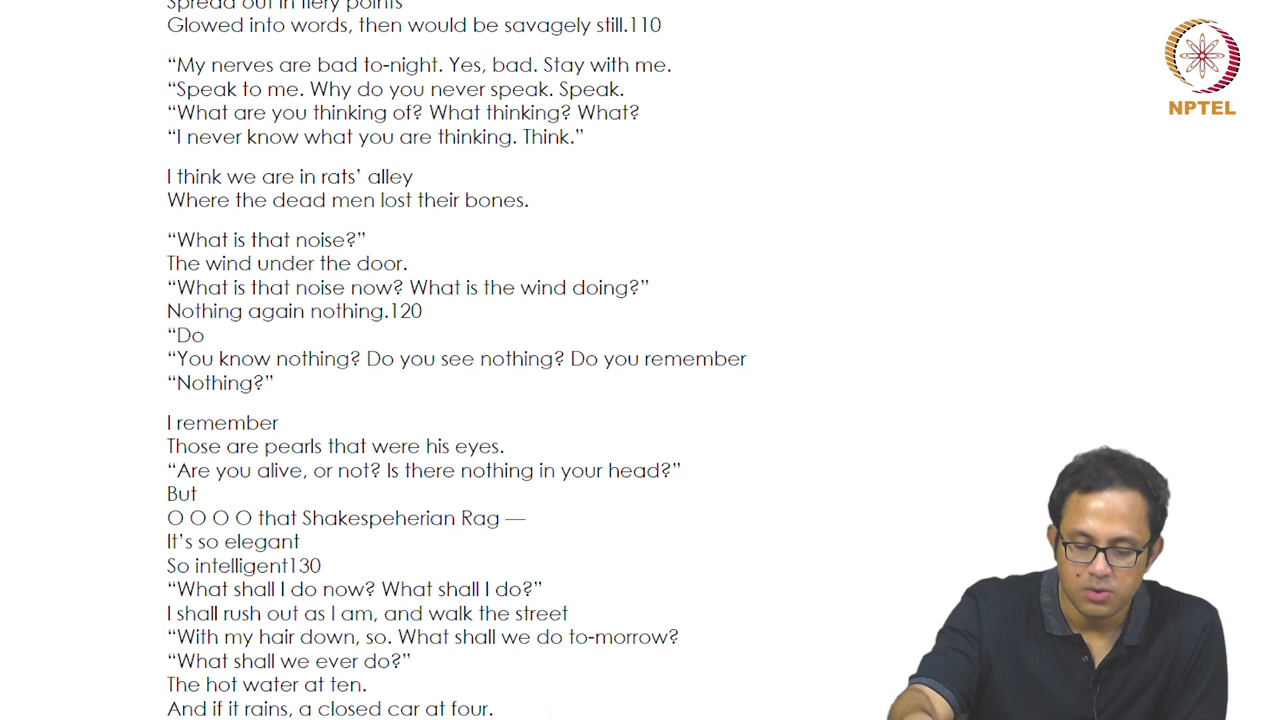 Spread out in fiery points
Glowed into words, then would be savagely still.110
“My nerves are bad to-night. Yes, bad. Stay with me.
“Speak to me. Why do you never speak. Speak.
“What are you thinking of? What thinking? What?
“I never know what you are thinking. Think.”
I think we are in rats’ alley
Where the dead men lost their bones.
“What is that noise?”
The wind under the door.
“What is that noise now? What is the wind doing?”
Nothing again nothing.120
“Do
“You know nothing? Do you see nothing? Do you remember
“Nothing?”
I remember
Those are pearls that were his eyes.
“Are you alive, or not? Is there nothing in your head?”
But
O O O O that Shakespeherian Rag —
It’s so elegant
So intelligent130
“What shall I do now? What shall I do?”
I shall rush out as I am, and walk the street
“With my hair down, so. What shall we do to-morrow?
“What shall we ever do?”
The hot water at ten.
And if it rains, a closed car at four.
NPTEL